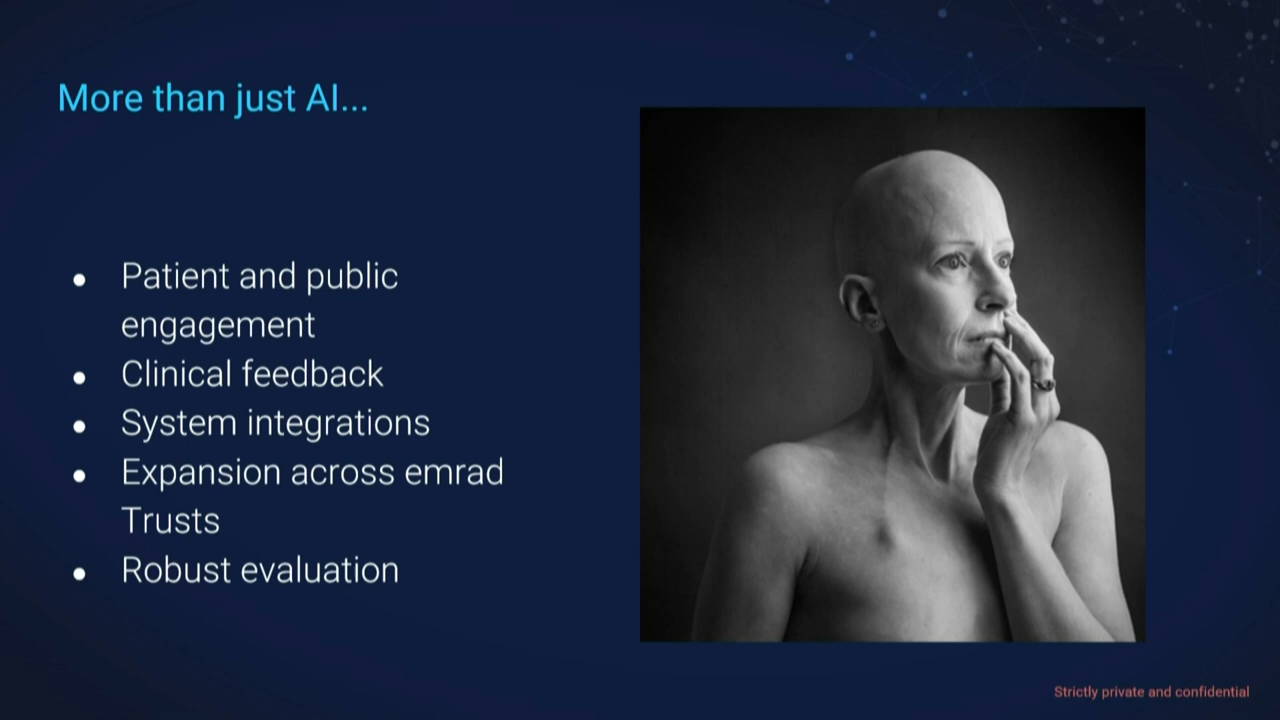 More than just AI...
• Patient and public
engagement
• Clinical feedback
• System integrations
• Expansion across emrad
Trusts
• Robust evaluation
Strictly private and confidential